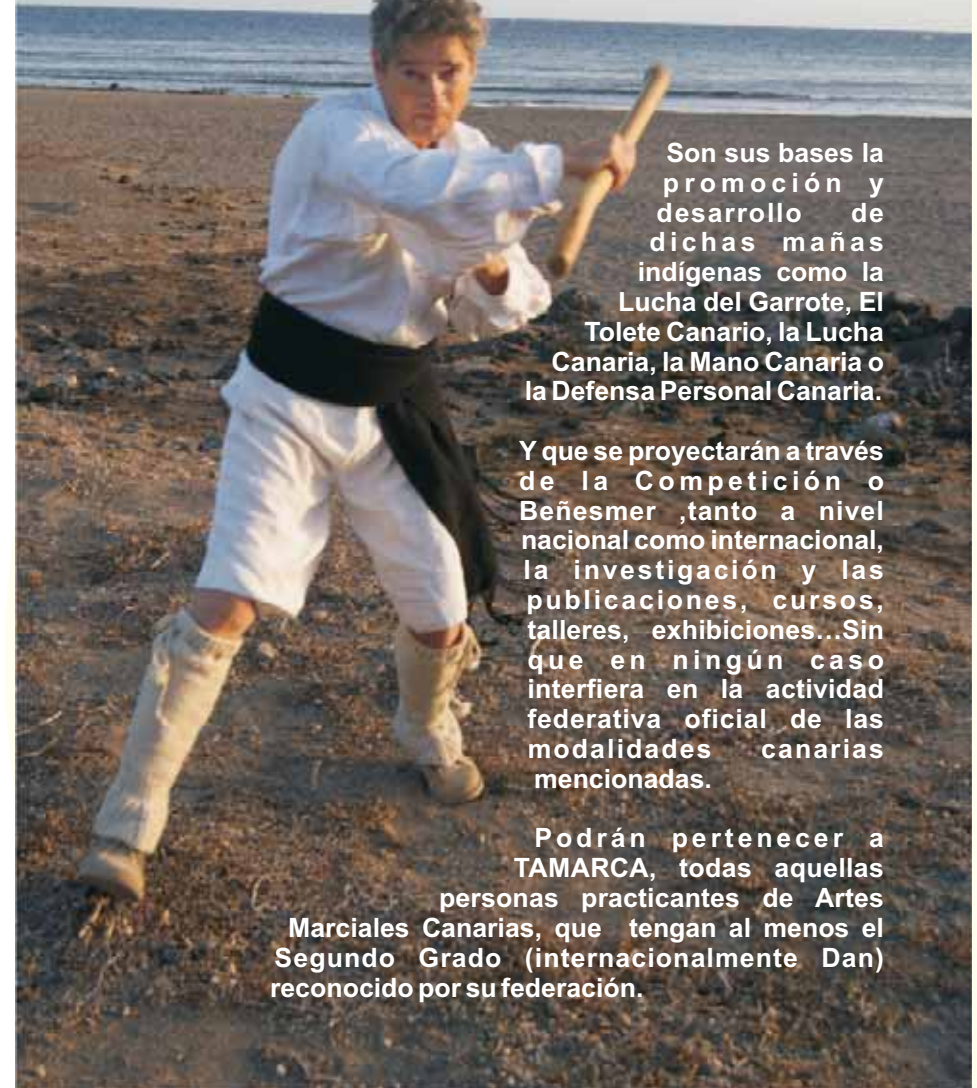 Son sus bases la
promoción y
desarrollo de
dichas mañas
indígenas como la
Lucha del Garrote, El
Tolete Canario, la Lucha
Canaria, la Mano Canaria o
la Defensa Personal Canaria.
Y que se proyectarán a través
de la Competición o
Beñesmer ,tanto a nivel
nacional como internacional,
la investigación y las
publicaciones, cursos,
talleres, exhibiciones...Sin
que en ningún caso
interfiera en la actividad
federativa oficial de las
modalidades canarias
mencionadas.
Podrán pertenecer a
TAMARCA, todas aquellas
personas practicantes de Artes
Marciales Canarias, que tengan al menos el
Segundo Grado (internacionalmente Dan)
reconocido por su federación.